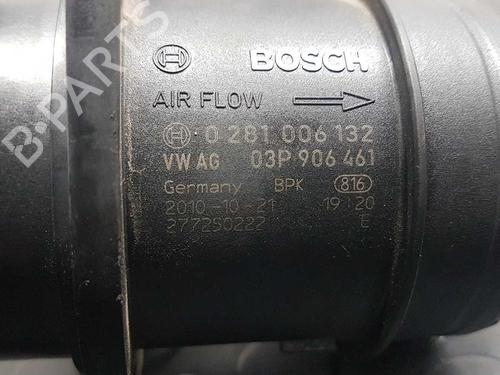 BOSCH
AIR FLOW
0 281 006 132
VW AG 03P 906 461
Germany BPK 816
2010-10-21 19 20
277250222 E